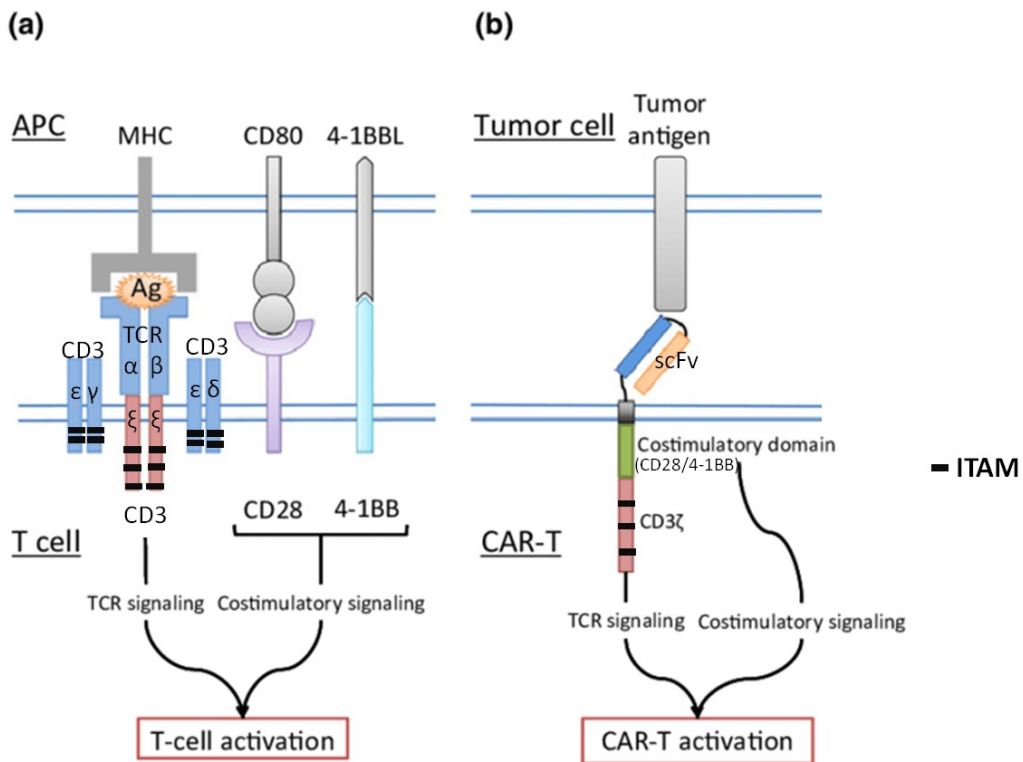 (a)
APC
MHC
CD80
4-1BBL
Ag
TCR
α β
CD3
ε γ
CD3
ε δ
ξ ξ
CD3
CD28
4-1BB
T cell
TCR signaling
Costimulatory signaling
T-cell activation
(b)
Tumor cell
Tumor
antigen
scFv
Costimulatory domain
(CD28/4-1BB)
CD3ζ
CAR-T
TCR signaling
Costimulatory signaling
CAR-T activation
ITAM